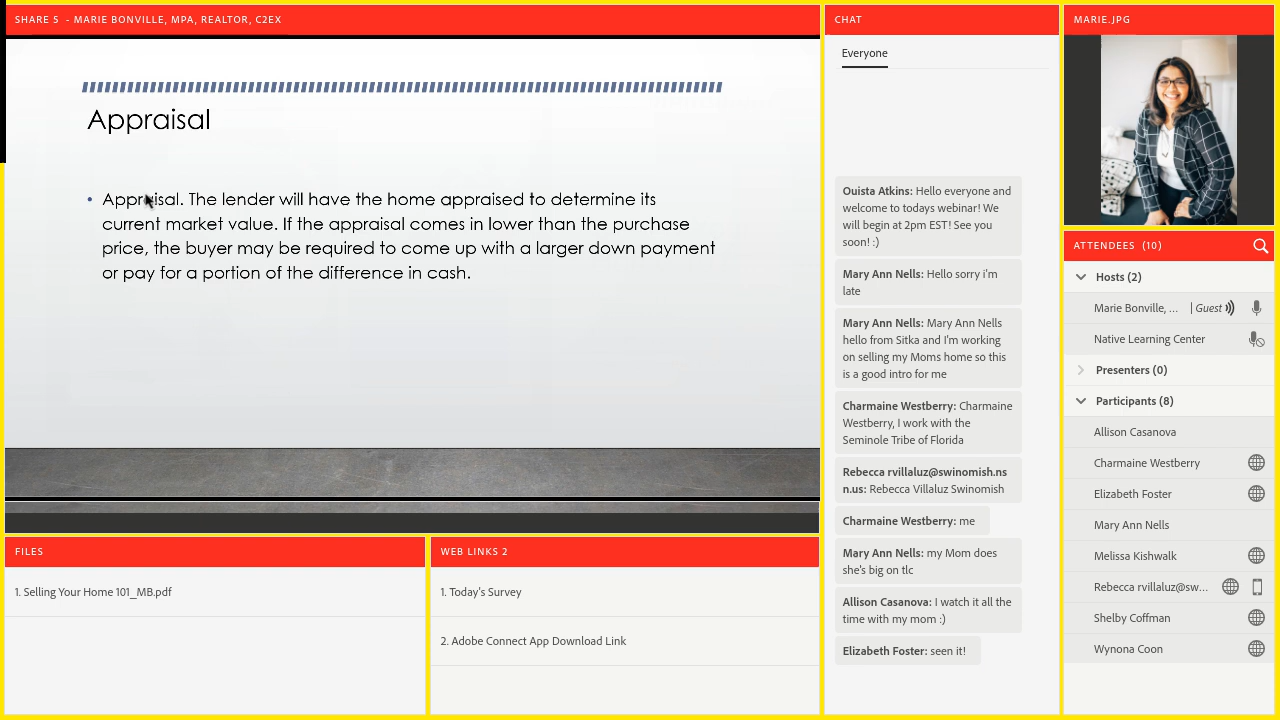 SHARE 5 - MARIE BONVILLE, MPA, REALTOR, C2EX
Appraisal
• Appraisal. The lender will have the home appraised to determine its
current market value. If the appraisal comes in lower than the purchase
price, the buyer may be required to come up with a larger down payment
or pay for a portion of the difference in cash.
FILES
1. Selling Your Home 101_MB.pdf
WEB LINKS 2
1. Today's Survey
2. Adobe Connect App Download Link
CHAT
Everyone
Ouista Atkins: Hello everyone and
welcome to todays webinar! We
will begin at 2pm EST! See you
soon! :)
Mary Ann Nells: Hello sorry i'm
late
Mary Ann Nells: Mary Ann Nells
hello from Sitka and I'm working
on selling my Moms home so this
is a good intro for me
Charmaine Westberry: Charmaine
Westberry, I work with the
Seminole Tribe of Florida
Rebecca rvillaluz@swinomish.ns
n.us: Rebecca Villaluz Swinomish
Charmaine Westberry: me
Mary Ann Nells: my Mom does
she's big on tlc
Allison Casanova: I watch it all the
time with my mom :)
Elizabeth Foster: seen it!
MARIE.JPG
ATTENDEES (10)
Hosts (2)
Marie Bonville, ... | Guest
Native Learning Center
Presenters (0)
Participants (8)
Allison Casanova
Charmaine Westberry
Elizabeth Foster
Mary Ann Nells
Melissa Kishwalk
Rebecca rvillaluz@sw...
Shelby Coffman
Wynona Coon